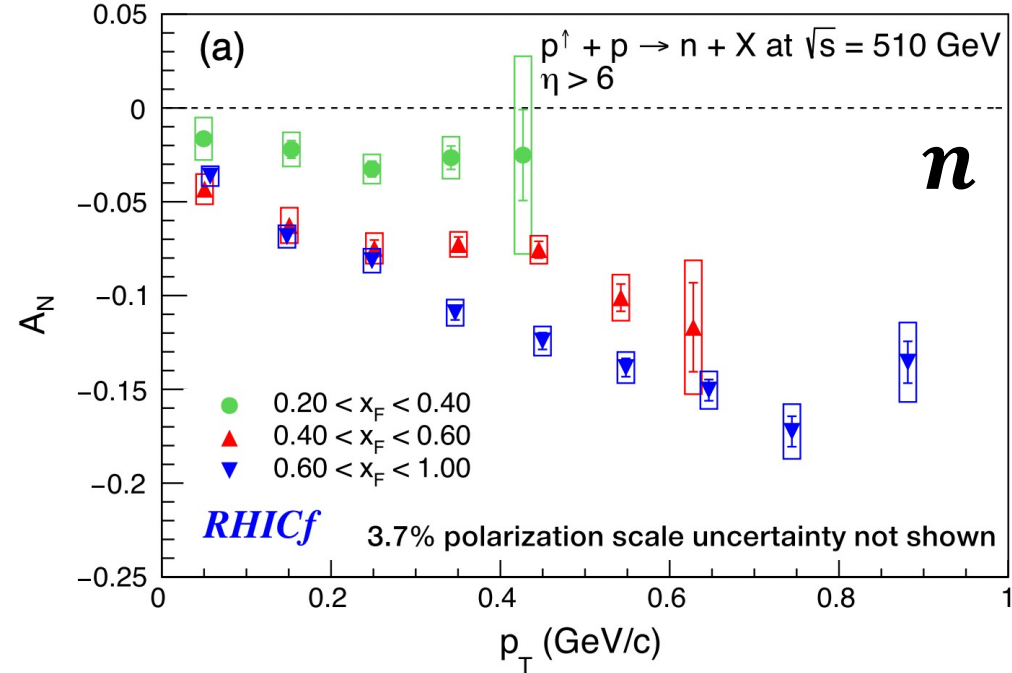 (a)
p↑ + p → n + X at √s = 510 GeV
η > 6
n
0.05
0
−0.05
−0.1
−0.15
−0.2
−0.25
A_N
0.20 < x_F < 0.40
0.40 < x_F < 0.60
0.60 < x_F < 1.00
RHICf
3.7% polarization scale uncertainty not shown
0 0.2 0.4 0.6 0.8 1
p_T (GeV/c)